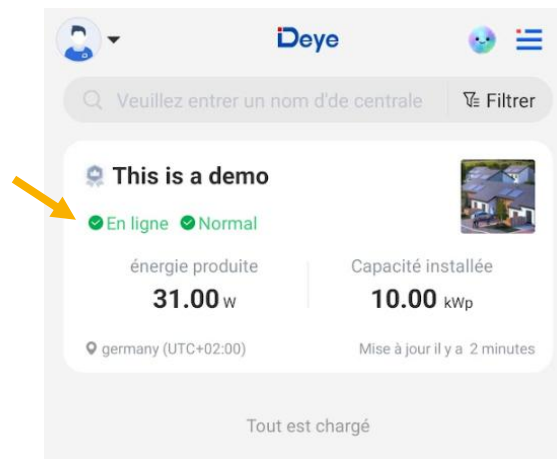 Deye
Veuillez entrer un nom d'de centrale Filtrer
This is a demo
En ligne Normal
énergie produite Capacité installée
31.00 W 10.00 kWp
germany (UTC+02:00) Mise à jour il y a 2 minutes
Tout est chargé